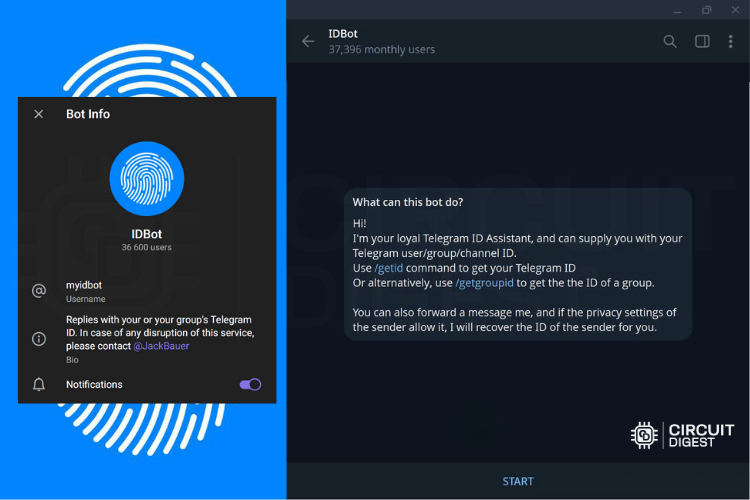 Bot Info
IDBot
36 600 users
myidbot
Username
Replies with your or your group's Telegram
ID. In case of any disruption of this service,
please contact @JackBauer
Bio
Notifications
IDBot
37,396 monthly users
What can this bot do?
Hi!
I'm your loyal Telegram ID Assistant, and can supply you with your
Telegram user/group/channel ID.
Use /getid command to get your Telegram ID
Or alternatively, use /getgroupid to get the the ID of a group.
You can also forward a message me, and if the privacy settings of
the sender allow it, I will recover the ID of the sender for you.
CIRCUIT
DIGEST
CIRCUIT
DIGEST
START